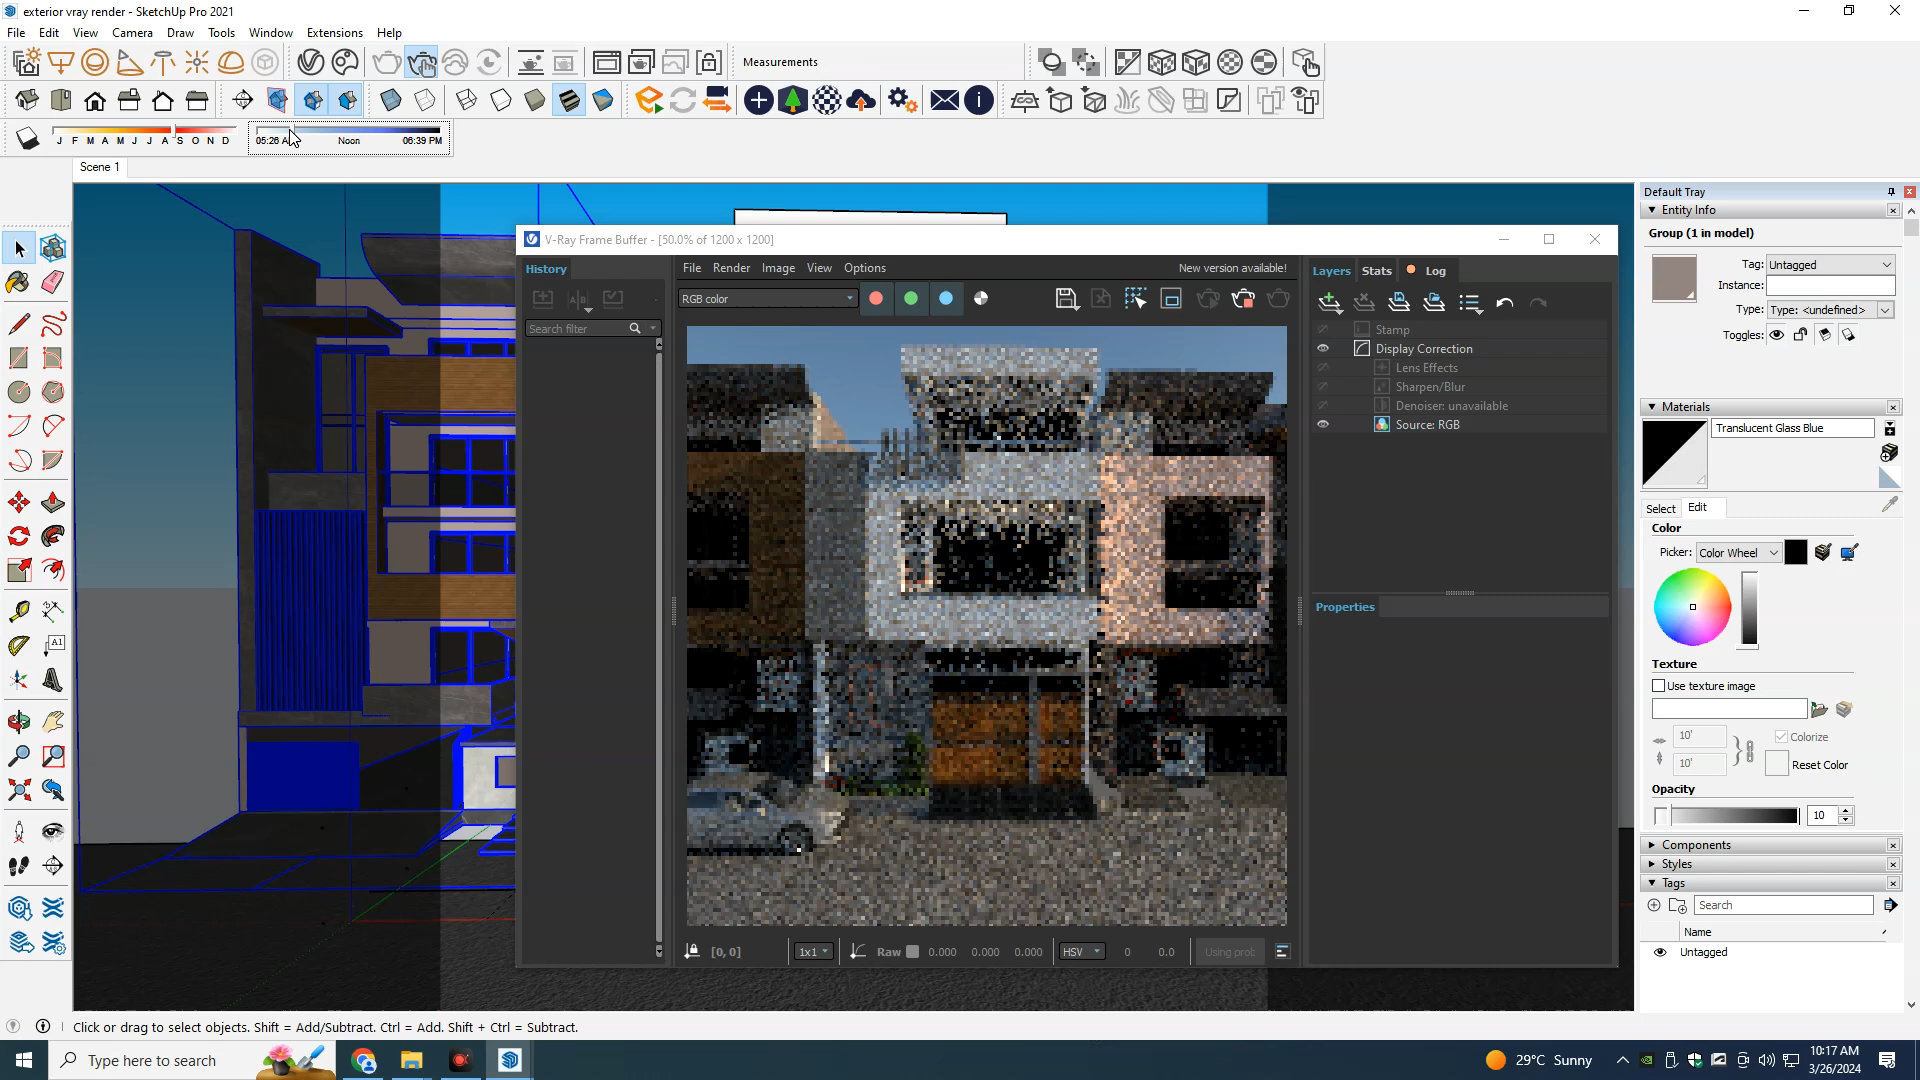 exterior vray render - SketchUp Pro 2021
File Edit View Camera Draw Tools Window Extensions Help
Measurements
J F M A M J J A S O N D
05:26 A Noon 06:39 PM
Scene 1
V-Ray Frame Buffer - [50.0% of 1200 x 1200]
History
File Render Image View Options New version available!
Layers Stats Log
RGB color
Search filter
Stamp
Display Correction
Lens Effects
Sharpen/Blur
Denoiser: unavailable
Source: RGB
Properties
[0, 0] 1x1 Raw 0.000 0.000 0.000 HSV 0 0.0 Using prob
Default Tray
Entity Info
Group (1 in model)
Tag: Untagged
Instance:
Type: Type: <undefined>
Toggles:
Materials
Translucent Glass Blue
Select Edit
Color
Picker: Color Wheel
Texture
Use texture image
10' Colorize
10' Reset Color
Opacity
10
Components
Styles
Tags
Search
Name
Untagged
A1
Click or drag to select objects. Shift = Add/Subtract. Ctrl = Add. Shift + Ctrl = Subtract.
Type here to search
29°C Sunny
10:17 AM
3/26/2024